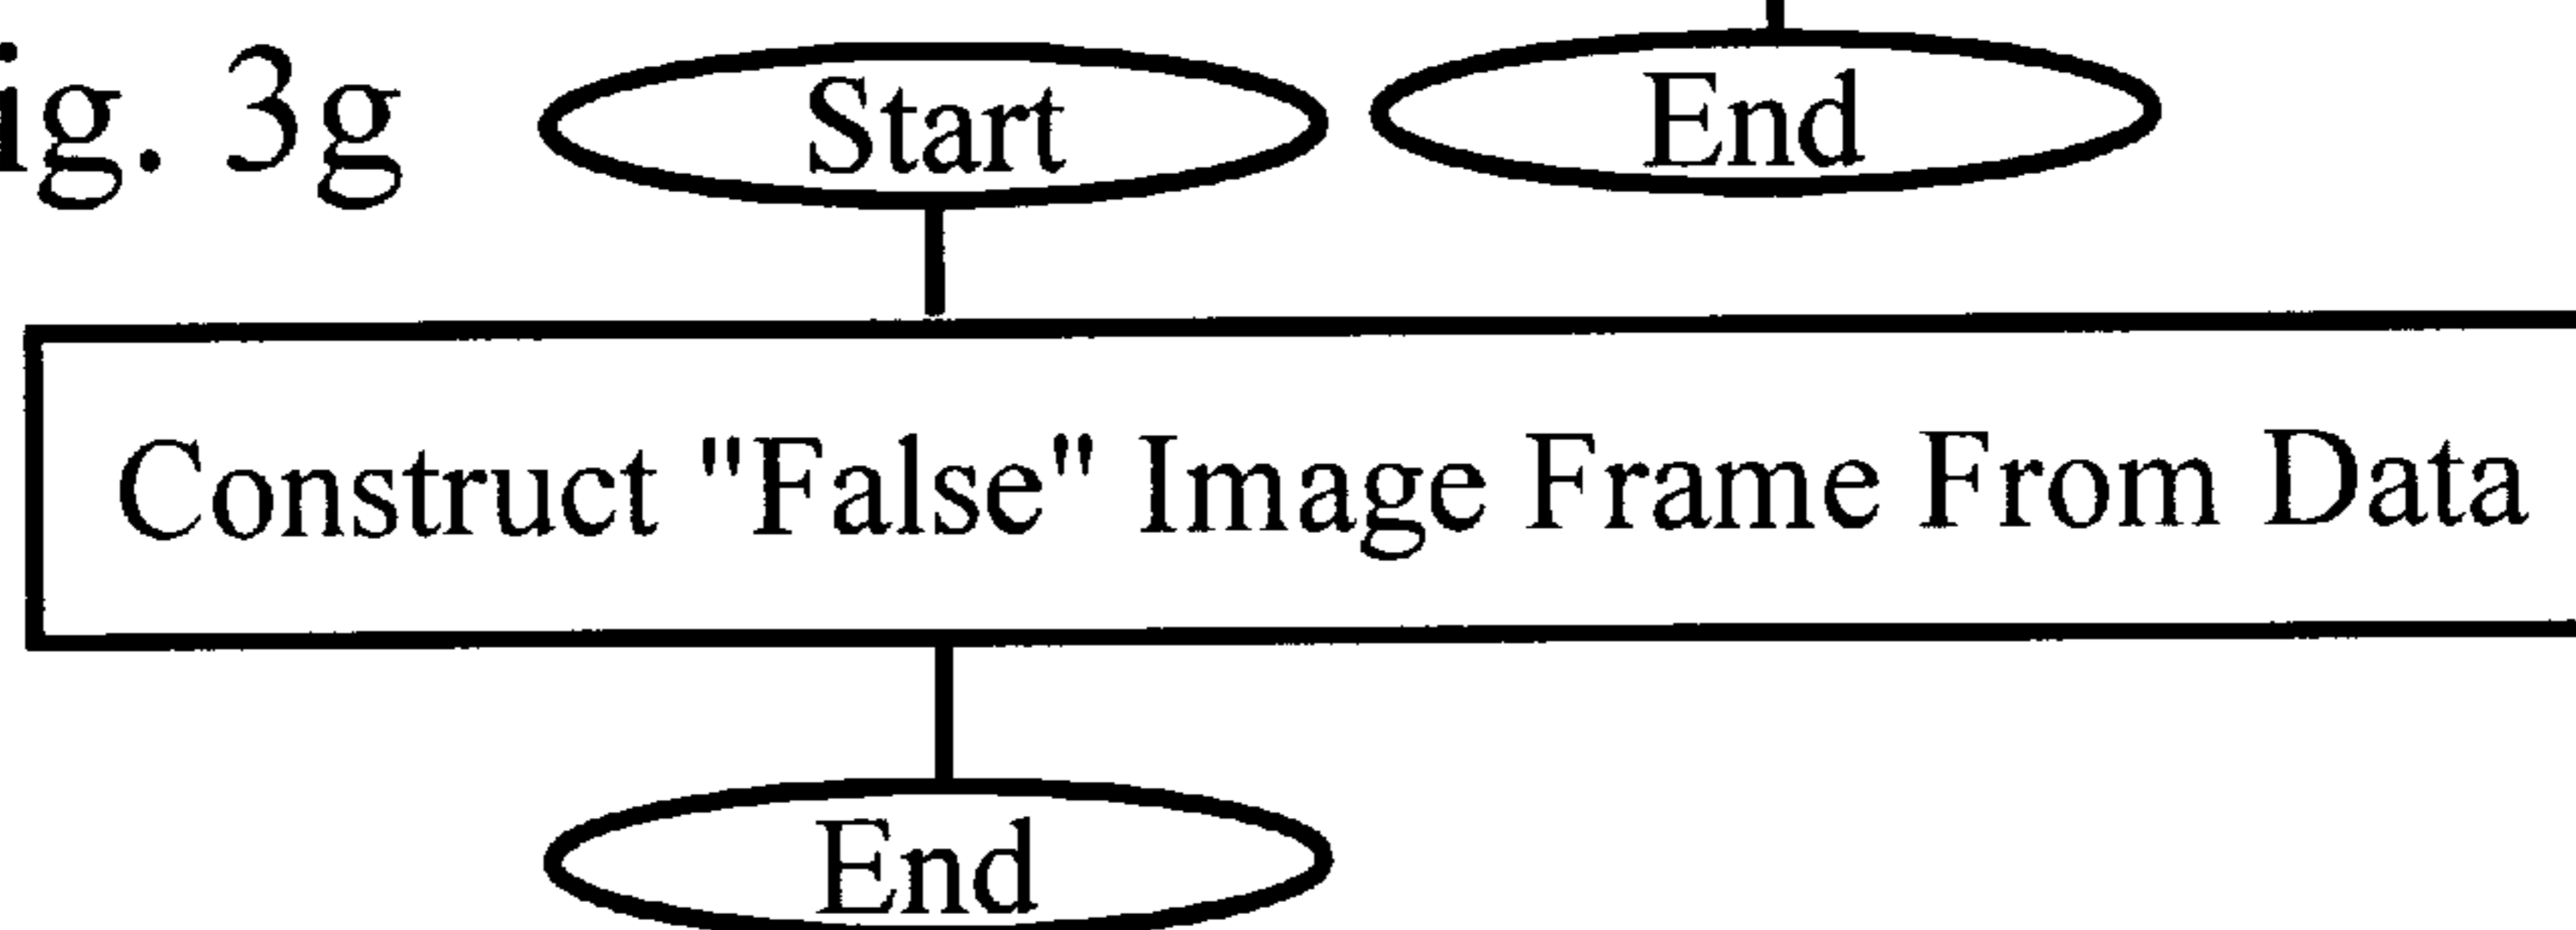 ig. 3g
Start
End
Construct "False" Image Frame From Data
End